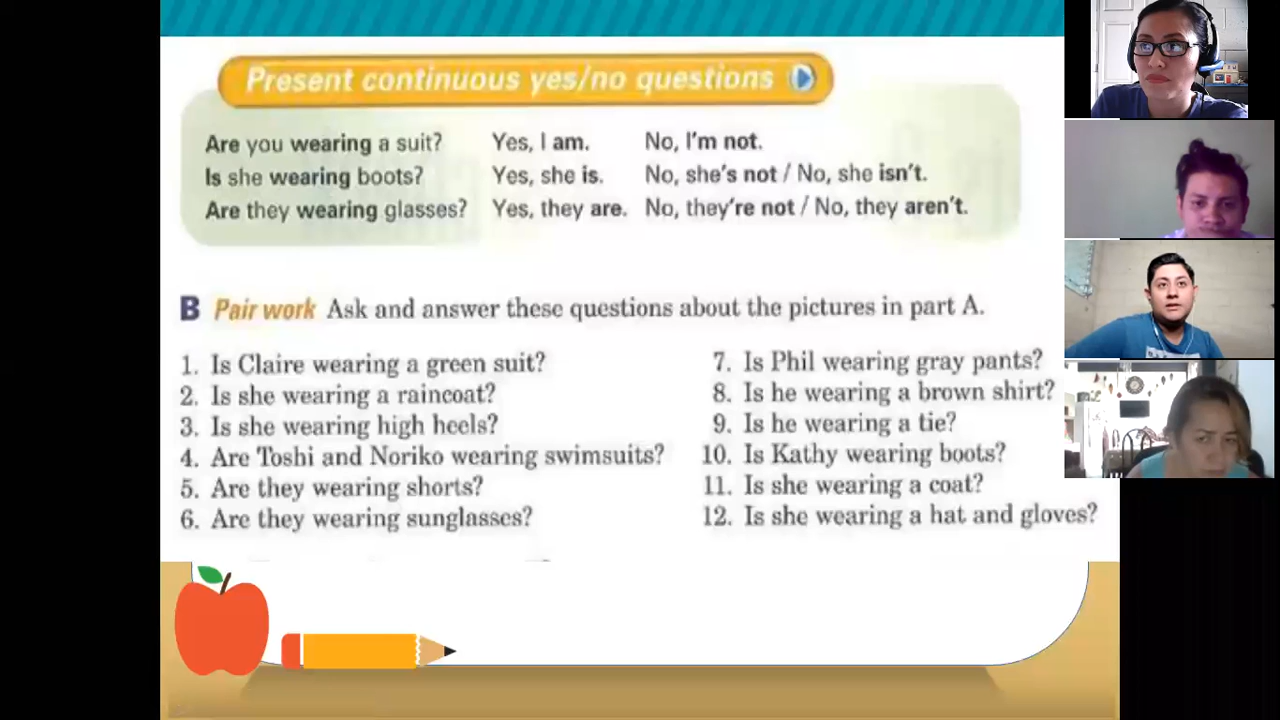 Present continuous yes/no questions
Are you wearing a suit? Yes, I am. No, I'm not.
Is she wearing boots? Yes, she is. No, she's not / No, she isn't.
Are they wearing glasses? Yes, they are. No, they're not / No, they aren't.
B Pair work Ask and answer these questions about the pictures in part A.
1. Is Claire wearing a green suit?
2. Is she wearing a raincoat?
3. Is she wearing high heels?
4. Are Toshi and Noriko wearing swimsuits?
5. Are they wearing shorts?
6. Are they wearing sunglasses?
7. Is Phil wearing gray pants?
8. Is he wearing a brown shirt?
9. Is he wearing a tie?
10. Is Kathy wearing boots?
11. Is she wearing a coat?
12. Is she wearing a hat and gloves?